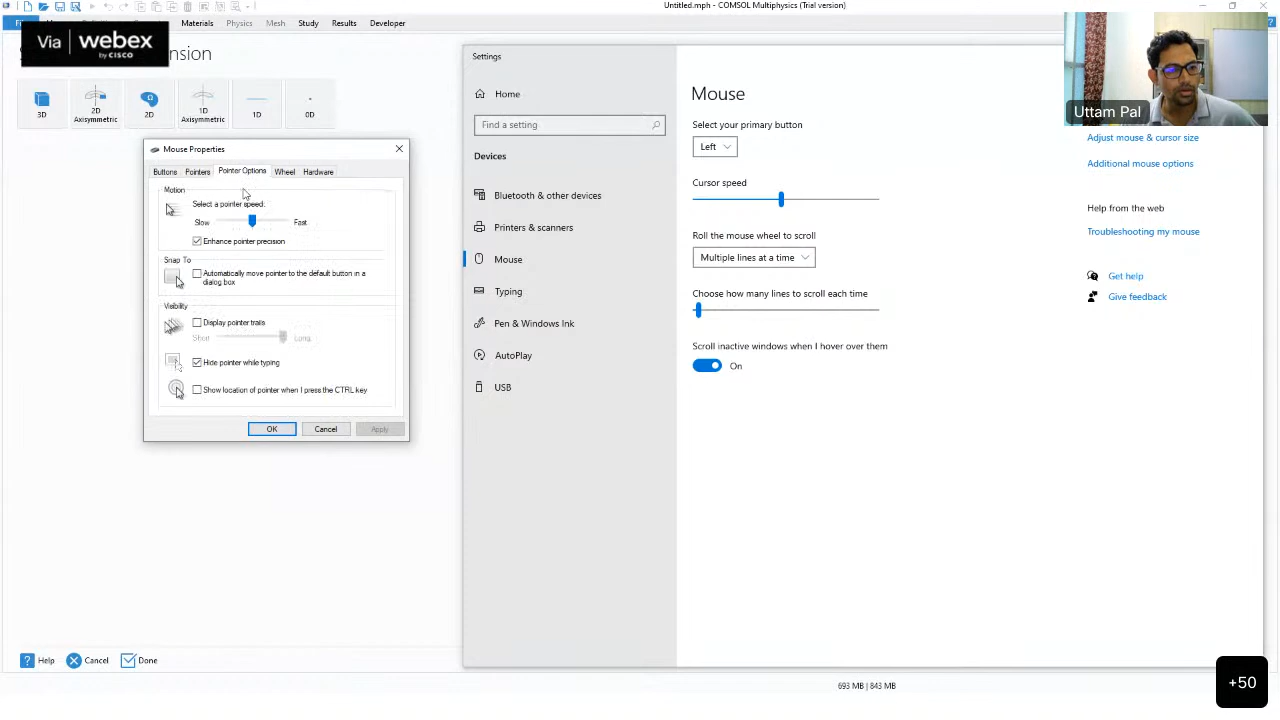 Untitled.mph - COMSOL Multiphysics (Trial version)
Materials
Physics
Mesh
Study
Results
Developer
Via webex
by CISCO
nsion
3D
2D
Axisymmetric
2D
1D
Axisymmetric
1D
0D
Mouse Properties
Buttons
Pointers
Pointer Options
Wheel
Hardware
Motion
Select a pointer speed:
Slow
Fast
Enhance pointer precision
Snap To
Automatically move pointer to the default button in a
dialog box
Visibility
Display pointer trails
Short
Long
Hide pointer while typing
Show location of pointer when I press the CTRL key
OK
Cancel
Apply
Help
Cancel
Done
Settings
Home
Find a setting
Devices
Bluetooth & other devices
Printers & scanners
Mouse
Typing
Pen & Windows Ink
AutoPlay
USB
Mouse
Select your primary button
Left
Cursor speed
Roll the mouse wheel to scroll
Multiple lines at a time
Choose how many lines to scroll each time
Scroll inactive windows when I hover over them
On
Uttam Pal
Adjust mouse & cursor size
Additional mouse options
Help from the web
Troubleshooting my mouse
Get help
Give feedback
693 MB | 843 MB
+50